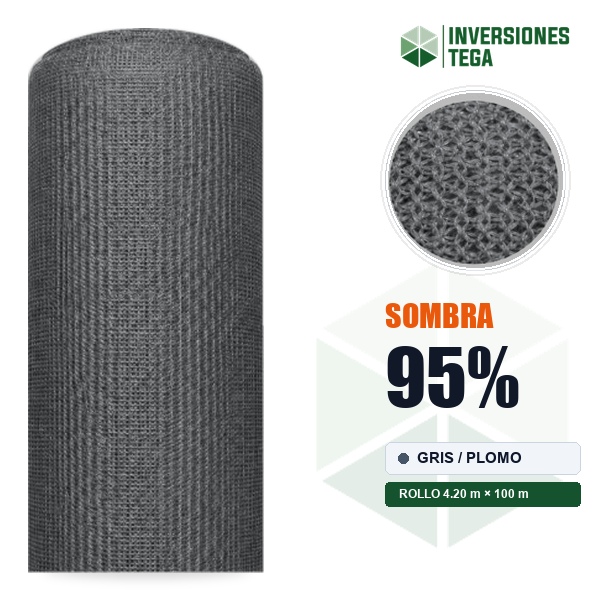 INVERSIONES
TEGA
SOMBRA
95%
GRIS / PLOMO
ROLLO 4.20 m × 100 m